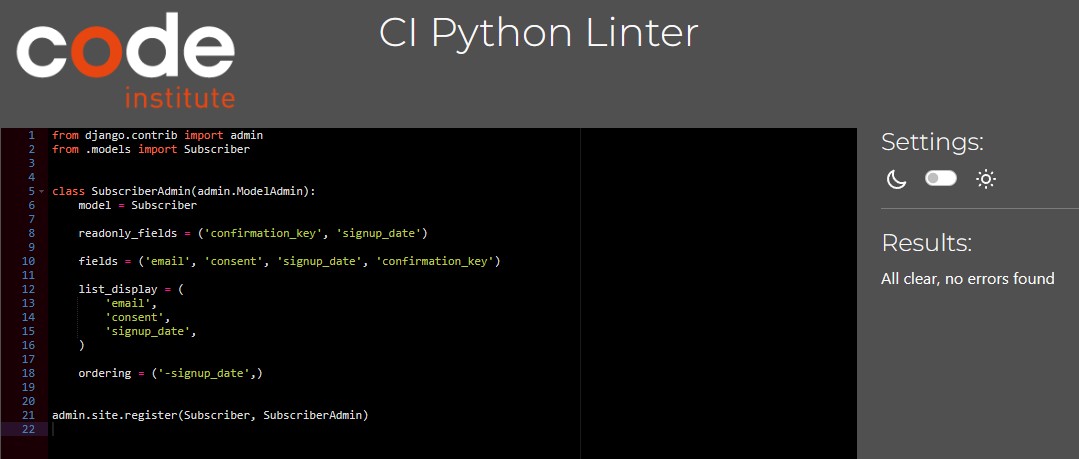 code
institute
CI Python Linter
1 from django.contrib import admin
2 from .models import Subscriber
3
4
5 class SubscriberAdmin(admin.ModelAdmin):
6     model = Subscriber
7
8     readonly_fields = ('confirmation_key', 'signup_date')
9
10     fields = ('email', 'consent', 'signup_date', 'confirmation_key')
11
12     list_display = (
13         'email',
14         'consent',
15         'signup_date',
16     )
17
18     ordering = ('-signup_date',)
19
20
21 admin.site.register(Subscriber, SubscriberAdmin)
22
Settings:
Results:
All clear, no errors found